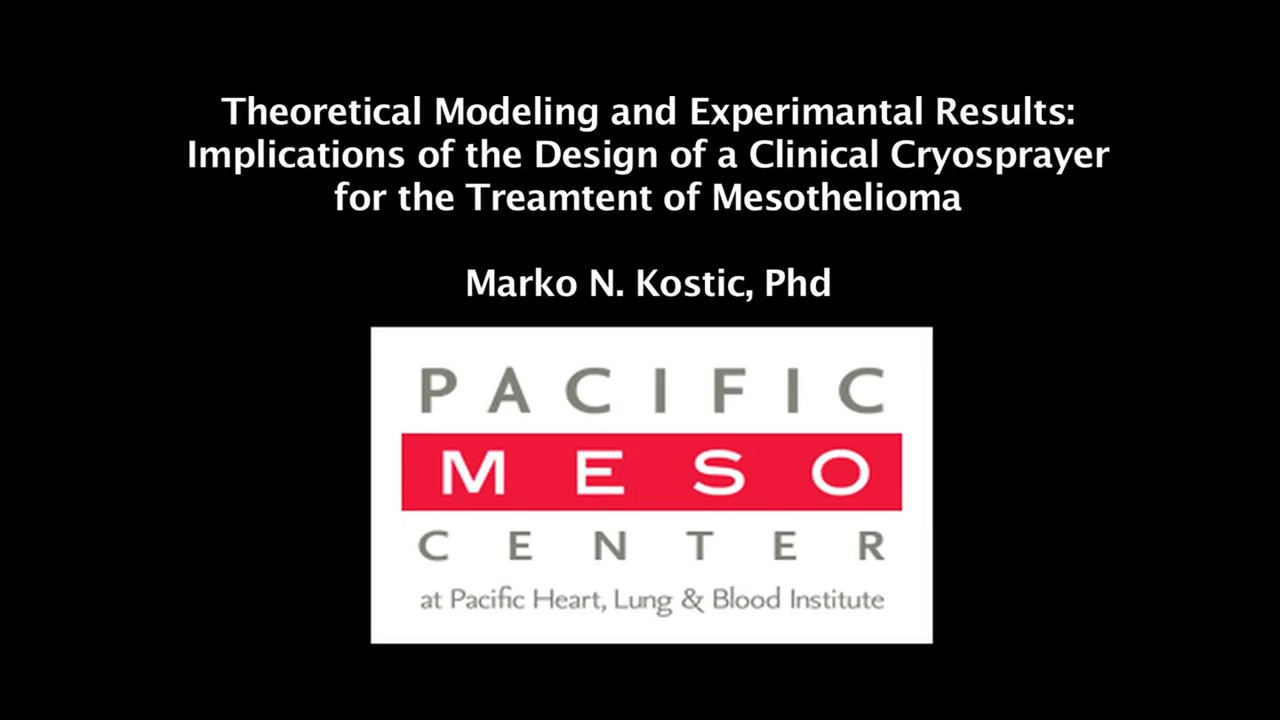 Theoretical Modeling and Experimantal Results:
Implications of the Design of a Clinical Cryosprayer
for the Treamtent of Mesothelioma
Marko N. Kostic, Phd
PACIFIC
MESO
CENTER
at Pacific Heart, Lung & Blood Institute